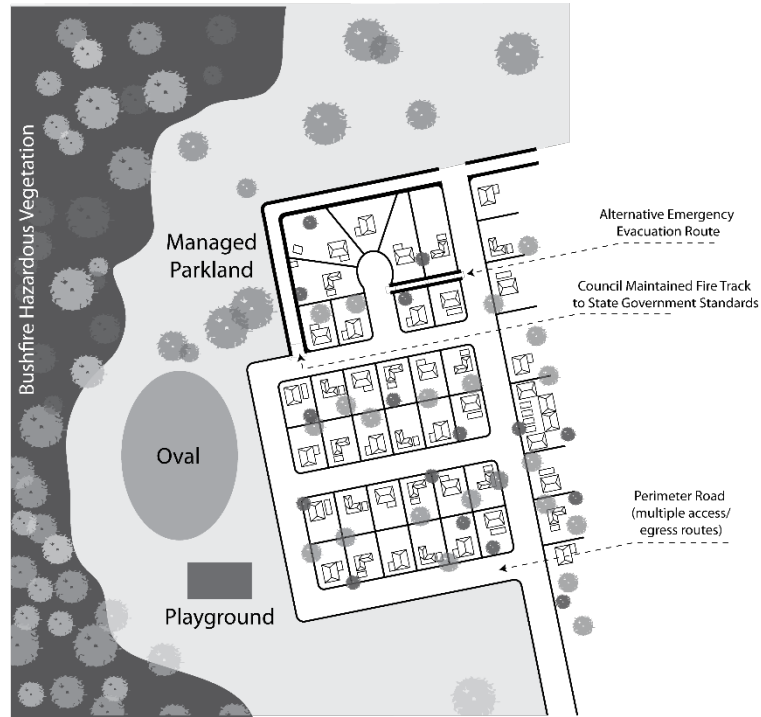 Bushfire Hazardous Vegetation
Managed
Parkland
Alternative Emergency
Evacuation Route
Council Maintained Fire Track
to State Government Standards
Oval
Perimeter Road
(multiple access/
egress routes)
Playground